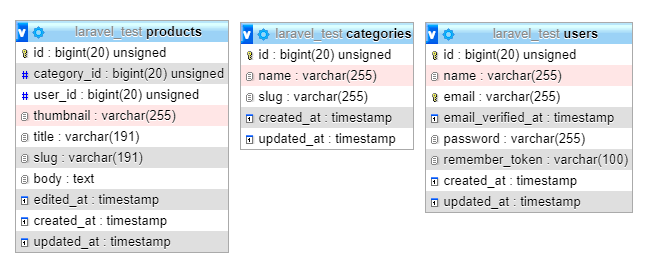 laravel_test products
id : bigint(20) unsigned
category_id : bigint(20) unsigned
user_id : bigint(20) unsigned
thumbnail : varchar(255)
title : varchar(191)
slug : varchar(191)
body : text
edited_at : timestamp
created_at : timestamp
updated_at : timestamp
laravel_test categories
id : bigint(20) unsigned
name : varchar(255)
slug : varchar(255)
created_at : timestamp
updated_at : timestamp
laravel_test users
id : bigint(20) unsigned
name : varchar(255)
email : varchar(255)
email_verified_at : timestamp
password : varchar(255)
remember_token : varchar(100)
created_at : timestamp
updated_at : timestamp